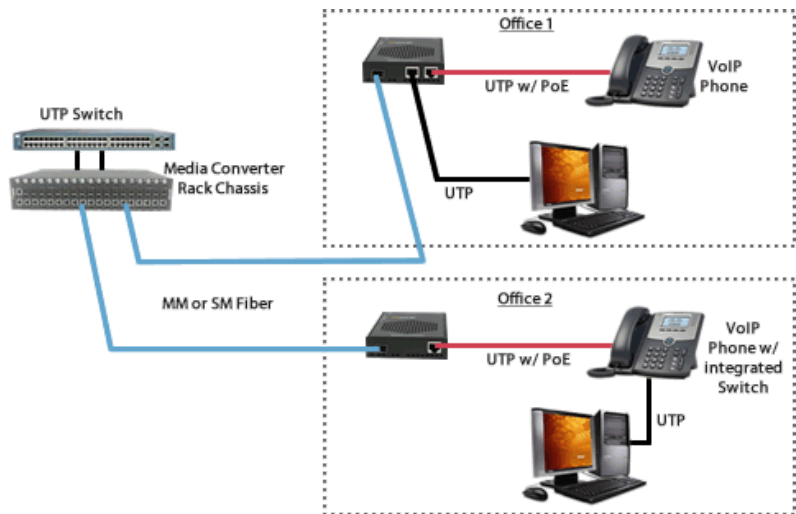 Office 1
VoIP
Phone
UTP w/ PoE
UTP Switch
Media Converter
Rack Chassis
UTP
MM or SM Fiber
Office 2
VoIP
Phone w/
integrated
Switch
UTP w/ PoE
UTP